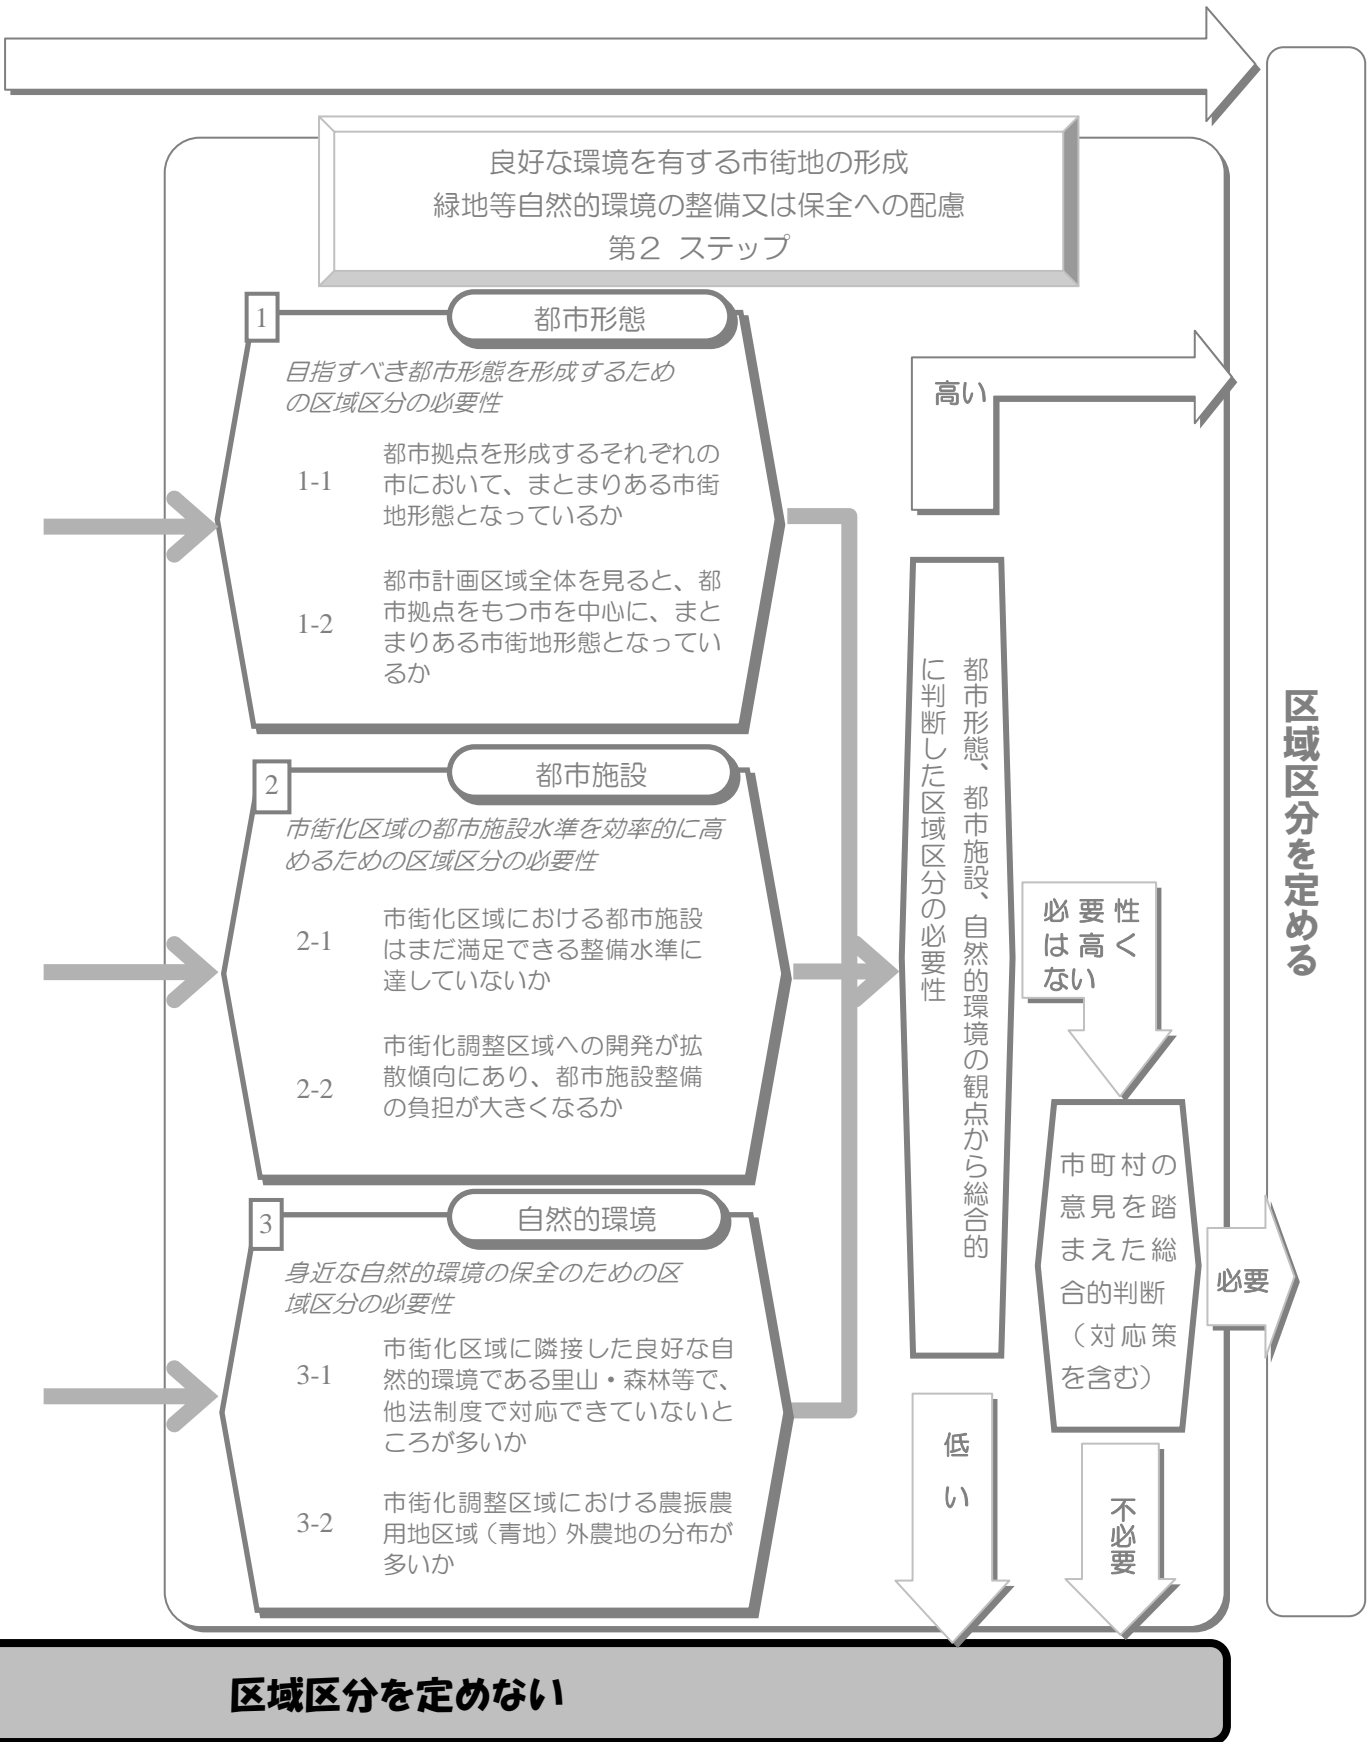 良好な環境を有する市街地の形成
緑地等自然的環境の整備又は保全への配慮
第2 ステップ
1
都市形態
目指すべき都市形態を形成するため
の区域区分の必要性
1-1
都市拠点を形成するそれぞれの
市において、まとまりある市街
地形態となっているか
1-2
都市計画区域全体を見ると、都
市拠点をもつ市を中心に、まと
まりある市街地形態となってい
るか
2
都市施設
市街化区域の都市施設水準を効率的に高
めるための区域区分の必要性
2-1
市街化区域における都市施設
はまだ満足できる整備水準に
達していないか
2-2
市街化調整区域への開発が拡
散傾向にあり、都市施設整備
の負担が大きくなるか
3
自然的環境
身近な自然的環境の保全のための区
域区分の必要性
3-1
市街化区域に隣接した良好な自
然的環境である里山・森林等で、
他法制度で対応できていないと
ころが多いか
3-2
市街化調整区域における農振農
用地区域（青地）外農地の分布が
多いか
高い
都市形態、都市施設、自然的環境の観点から総合的
に判断した区域区分の必要性
必要性
は高く
ない
市町村の
意見を踏
まえた総
合的判断
（対応策
を含む）
必要
低い
不必要
区域区分を定める
区域区分を定めない